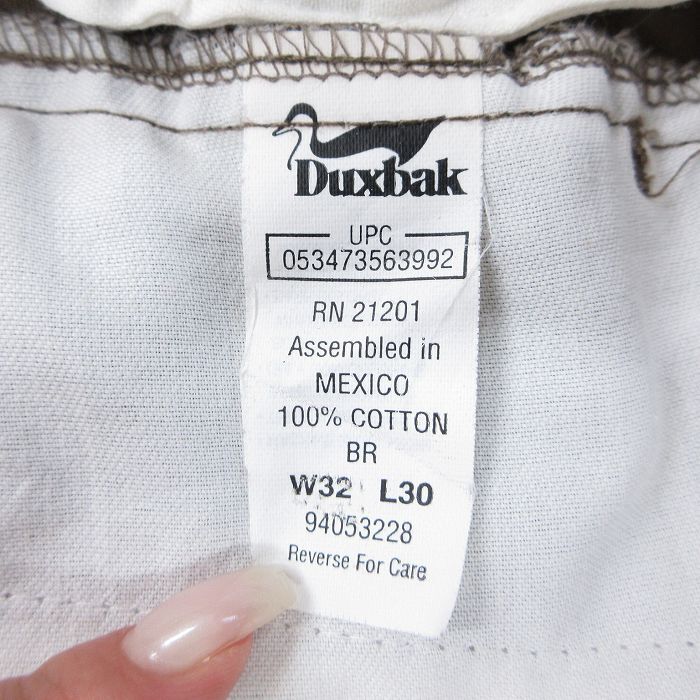 Duxbak
UPC
053473563992
RN 21201
Assembled in
MEXICO
100% COTTON
BR
W32 L30
94053228
Reverse For Care